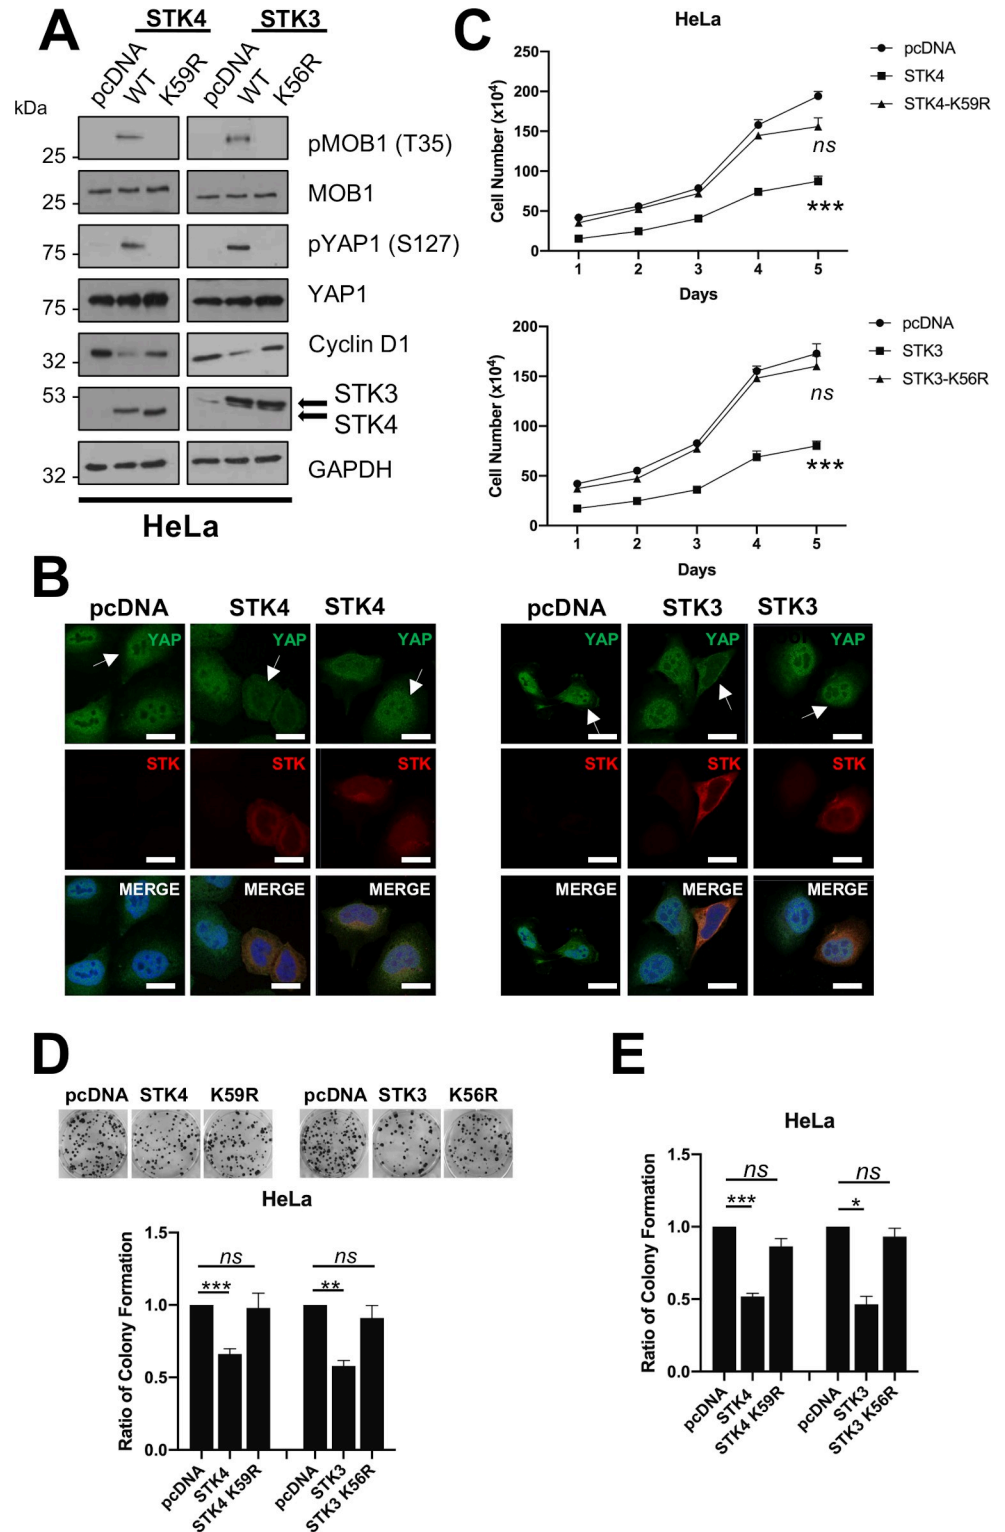 A
STK4 STK3
pcDNA WT K59R pcDNA WT K56R
kDa
25 pMOB1 (T35)
25 MOB1
75 pYAP1 (S127)
75 YAP1
32 Cyclin D1
53 STK3
STK4
32 GAPDH
HeLa
C
HeLa
Cell Number (x10⁴)
250
200
150
100
50
0
1 2 3 4 5
Days
pcDNA
STK4
STK4-K59R
ns
***
Cell Number (x10⁴)
200
150
100
50
0
1 2 3 4 5
Days
pcDNA
STK3
STK3-K56R
ns
***
B
pcDNA STK4 STK4 pcDNA STK3 STK3
YAP YAP YAP YAP YAP YAP
STK STK STK STK STK STK
MERGE MERGE MERGE MERGE MERGE MERGE
D
pcDNA STK4 K59R pcDNA STK3 K56R
HeLa
Ratio of Colony Formation
1.5
1.0
0.5
0.0
ns ns
*** **
pcDNA STK4 STK4 K59R pcDNA STK3 STK3 K56R
E
HeLa
Ratio of Colony Formation
1.5
1.0
0.5
0.0
ns ns
*** *
pcDNA STK4 STK4 K59R pcDNA STK3 STK3 K56R